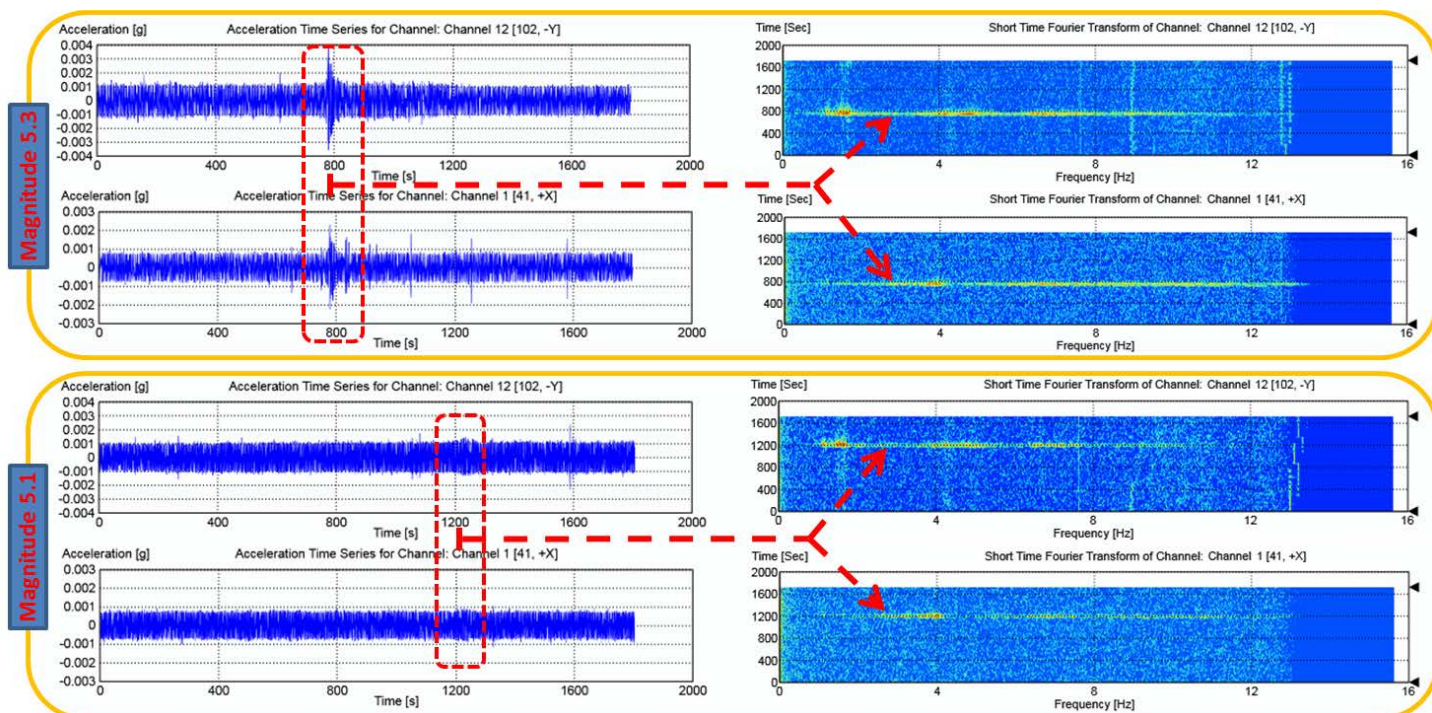 Magnitude 5.3
Acceleration [g] Acceleration Time Series for Channel: Channel 12 [102, -Y]
0.004
0.003
0.002
0.001
0
-0.001
-0.002
-0.003
-0.004
0 400 800 1200 1600 2000
Time [s]
Time [Sec] Short Time Fourier Transform of Channel: Channel 12 [102, -Y]
2000
1600
1200
800
400
0
0 4 8 12 16
Frequency [Hz]
Acceleration [g] Acceleration Time Series for Channel: Channel 1 [41, +X]
0.003
0.002
0.001
0
-0.001
-0.002
-0.003
0 400 800 1200 1600 2000
Time [s]
Time [Sec] Short Time Fourier Transform of Channel: Channel 1 [41, +X]
2000
1600
1200
800
400
0
0 4 8 12 16
Frequency [Hz]
Magnitude 5.1
Acceleration [g] Acceleration Time Series for Channel: Channel 12 [102, -Y]
0.004
0.003
0.002
0.001
0
-0.001
-0.002
-0.003
-0.004
0 400 800 1200 1600 2000
Time [s]
Time [Sec] Short Time Fourier Transform of Channel: Channel 12 [102, -Y]
2000
1600
1200
800
400
0
0 4 8 12 16
Frequency [Hz]
Acceleration [g] Acceleration Time Series for Channel: Channel 1 [41, +X]
0.003
0.002
0.001
0
-0.001
-0.002
-0.003
0 400 800 1200 1600 2000
Time [s]
Time [Sec] Short Time Fourier Transform of Channel: Channel 1 [41, +X]
2000
1600
1200
800
400
0
0 4 8 12 16
Frequency [Hz]